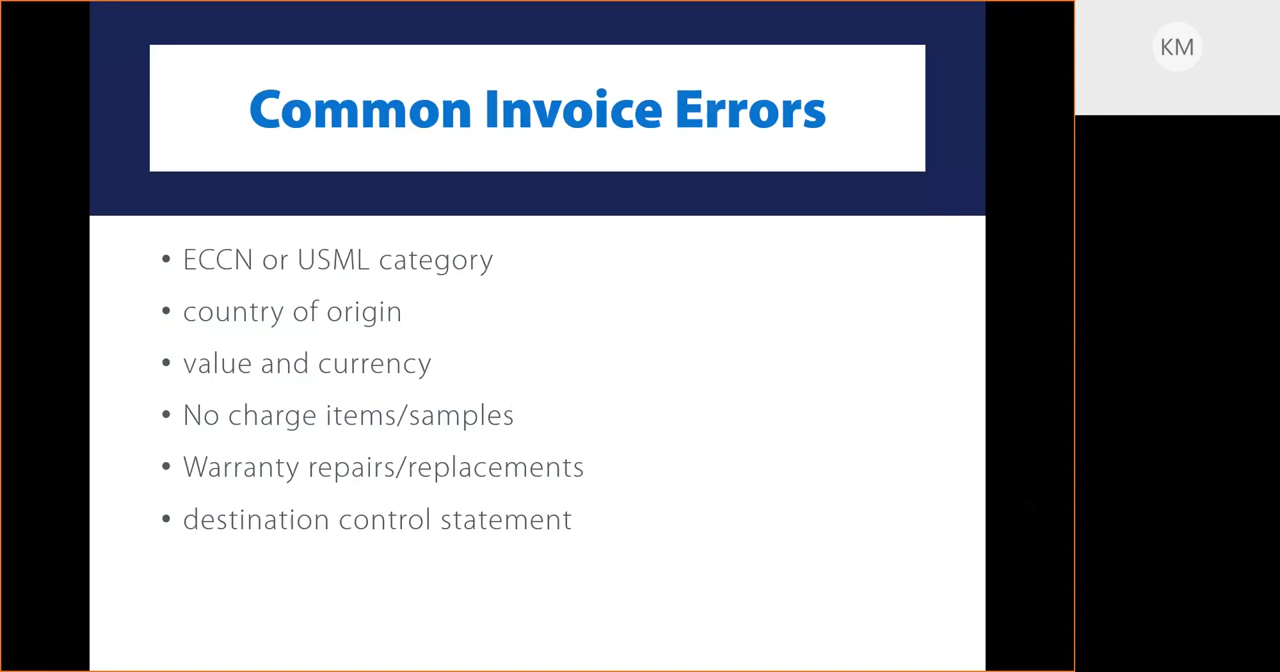 Common Invoice Errors
KM
• ECCN or USML category
• country of origin
• value and currency
• No charge items/samples
• Warranty repairs/replacements
• destination control statement